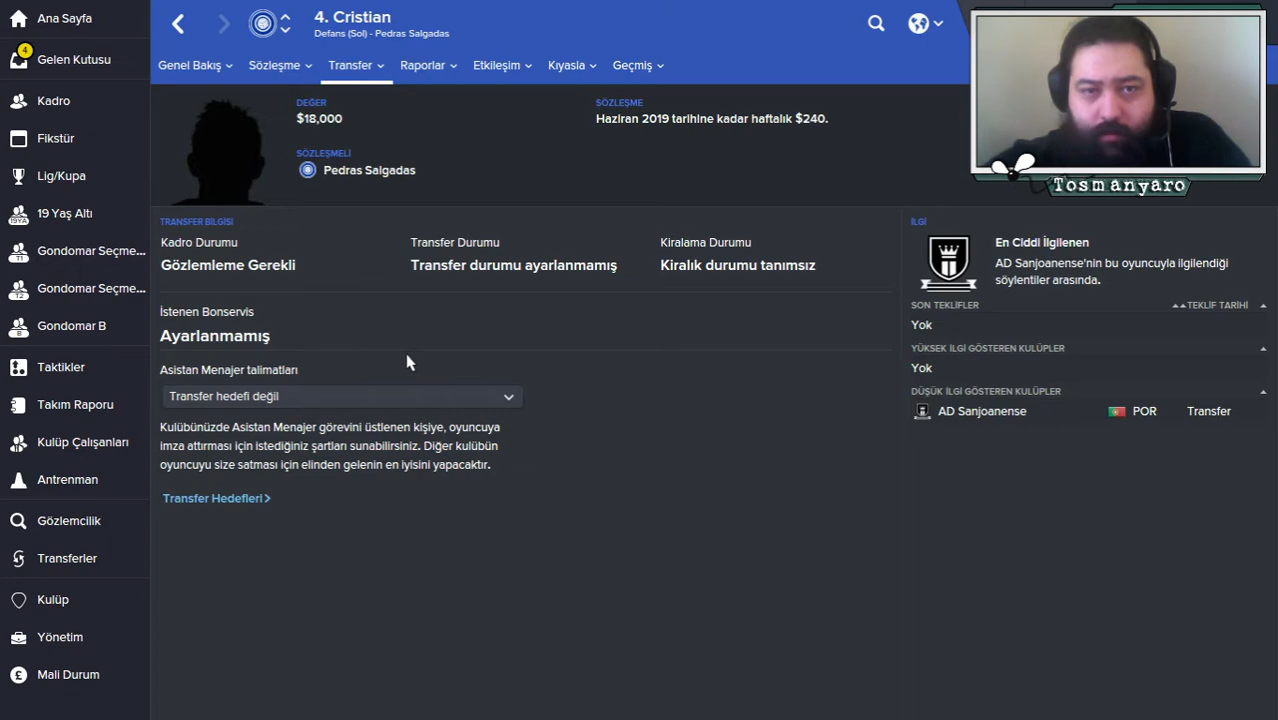 Ana Sayfa
4
Gelen Kutusu
Kadro
Fikstür
Lig/Kupa
19YA
19 Yaş Altı
T1
Gondomar Seçme...
T2
Gondomar Seçme...
B
Gondomar B
Taktikler
Takım Raporu
Kulüp Çalışanları
Antrenman
Gözlemcilik
Transferler
Kulüp
Yönetim
Mali Durum
4. Cristian
Defans (Sol) - Pedras Salgadas
Genel Bakış
Sözleşme
Transfer
Raporlar
Etkileşim
Kıyasla
Geçmiş
DEĞER
$18,000
SÖZLEŞMELİ
Pedras Salgadas
SÖZLEŞME
Haziran 2019 tarihine kadar haftalık $240.
Tosmanyaro
TRANSFER BİLGİSİ
Kadro Durumu
Gözlemleme Gerekli
Transfer Durumu
Transfer durumu ayarlanmamış
Kiralama Durumu
Kiralık durumu tanımsız
İstenen Bonservis
Ayarlanmamış
Asistan Menajer talimatları
Transfer hedefi değil
Kulübünüzde Asistan Menajer görevini üstlenen kişiye, oyuncuya
imza attırması için istediğiniz şartları sunabilirsiniz. Diğer kulübün
oyuncuyu size satması için elinden gelenin en iyisini yapacaktır.
Transfer Hedefleri>
İLGİ
En Ciddi İlgilenen
AD Sanjoanense'nin bu oyuncuyla ilgilendiği
söylentiler arasında.
SON TEKLİFLER
TEKLİF TARİHİ
Yok
YÜKSEK İLGİ GÖSTEREN KULÜPLER
Yok
DÜŞÜK İLGİ GÖSTEREN KULÜPLER
AD Sanjoanense
POR
Transfer